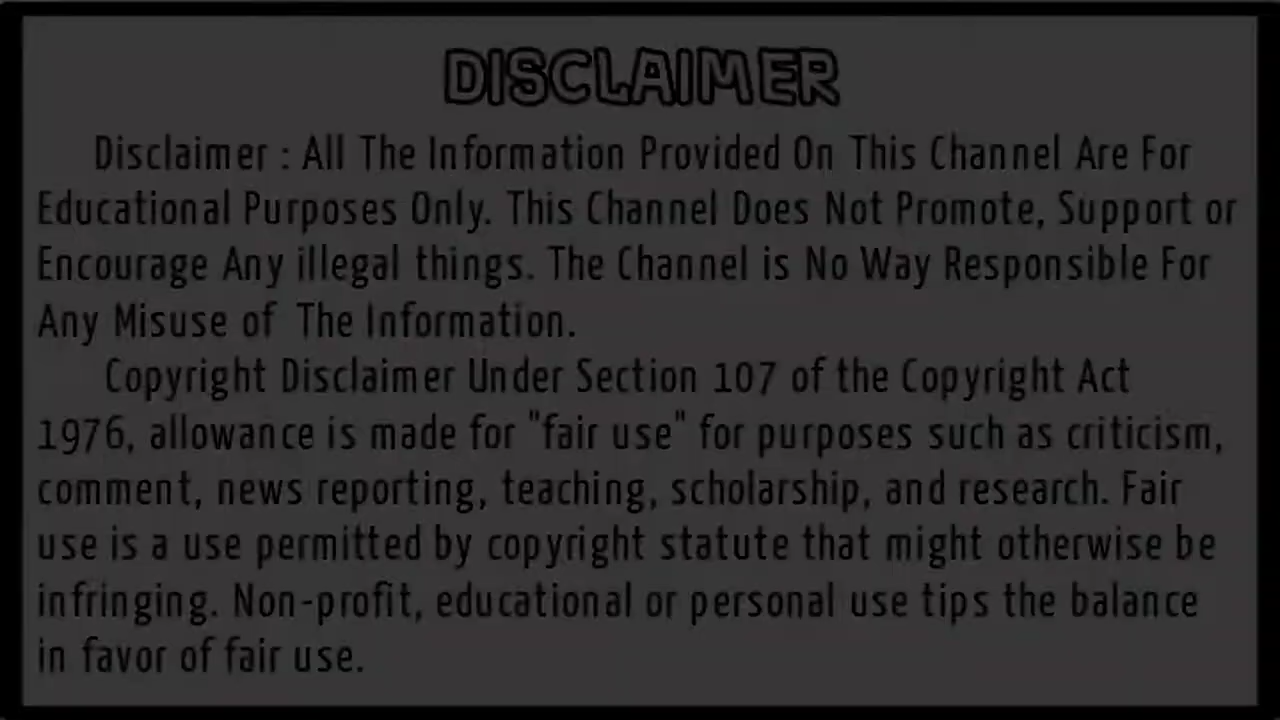 DISCLAIMER
Disclaimer : All The Information Provided On This Channel Are For
Educational Purposes Only. This Channel Does Not Promote, Support or
Encourage Any illegal things. The Channel is No Way Responsible For
Any Misuse of The Information.
Copyright Disclaimer Under Section 107 of the Copyright Act
1976, allowance is made for "fair use" for purposes such as criticism,
comment, news reporting, teaching, scholarship, and research. Fair
use is a use permitted by copyright statute that might otherwise be
infringing. Non-profit, educational or personal use tips the balance
in favor of fair use.